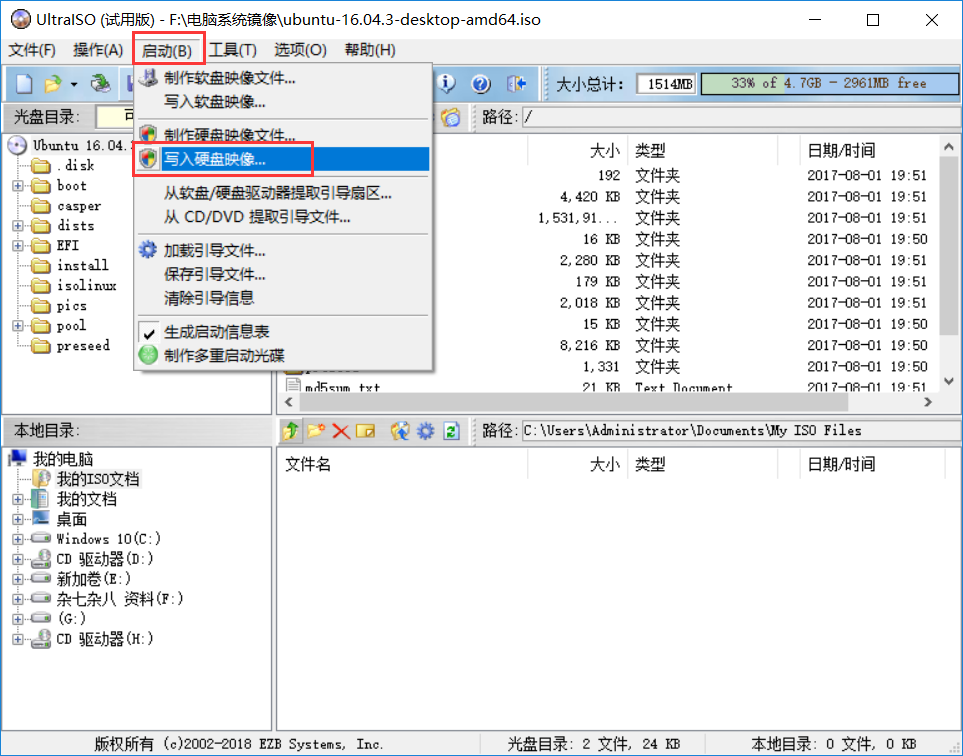 UltraISO (试用版) - F:\电脑系统镜像\ubuntu-16.04.3-desktop-amd64.iso
文件(F) 操作(A) 启动(B) 工具(T) 选项(O) 帮助(H)
大小总计： 1514MB 33% of 4.7GB - 2961MB free
光盘目录: 可 路径: /
制作软盘映像文件...
写入软盘映像...
制作硬盘映像文件...
写入硬盘映像...
从软盘/硬盘驱动器提取引导扇区...
从 CD/DVD 提取引导文件...
加载引导文件...
保存引导文件...
清除引导信息
生成启动信息表
制作多重启动光碟
Ubuntu 16.04.
.disk
boot
casper
dists
EFI
install
isolinux
pics
pool
preseed
大小 类型 日期/时间
192 文件夹 2017-08-01 19:51
4,420 KB 文件夹 2017-08-01 19:51
1,531,91... 文件夹 2017-08-01 19:51
16 KB 文件夹 2017-08-01 19:50
2,280 KB 文件夹 2017-08-01 19:50
179 KB 文件夹 2017-08-01 19:51
2,018 KB 文件夹 2017-08-01 19:51
15 KB 文件夹 2017-08-01 19:50
8,216 KB 文件夹 2017-08-01 19:50
1,331 文件夹 2017-08-01 19:50
md5sum.txt 21 KB Text Document 2017-08-01 19:51
本地目录: 路径: C:\Users\Administrator\Documents\My ISO Files
我的电脑
我的ISO文档
我的文档
桌面
Windows 10(C:)
CD 驱动器(D:)
新加卷(E:)
杂七杂八 资料(F:)
(G:)
CD 驱动器(H:)
文件名 大小 类型 日期/时间
版权所有 (c)2002-2018 EZB Systems, Inc. 光盘目录: 2 文件, 24 KB 本地目录: 0 文件, 0 KB